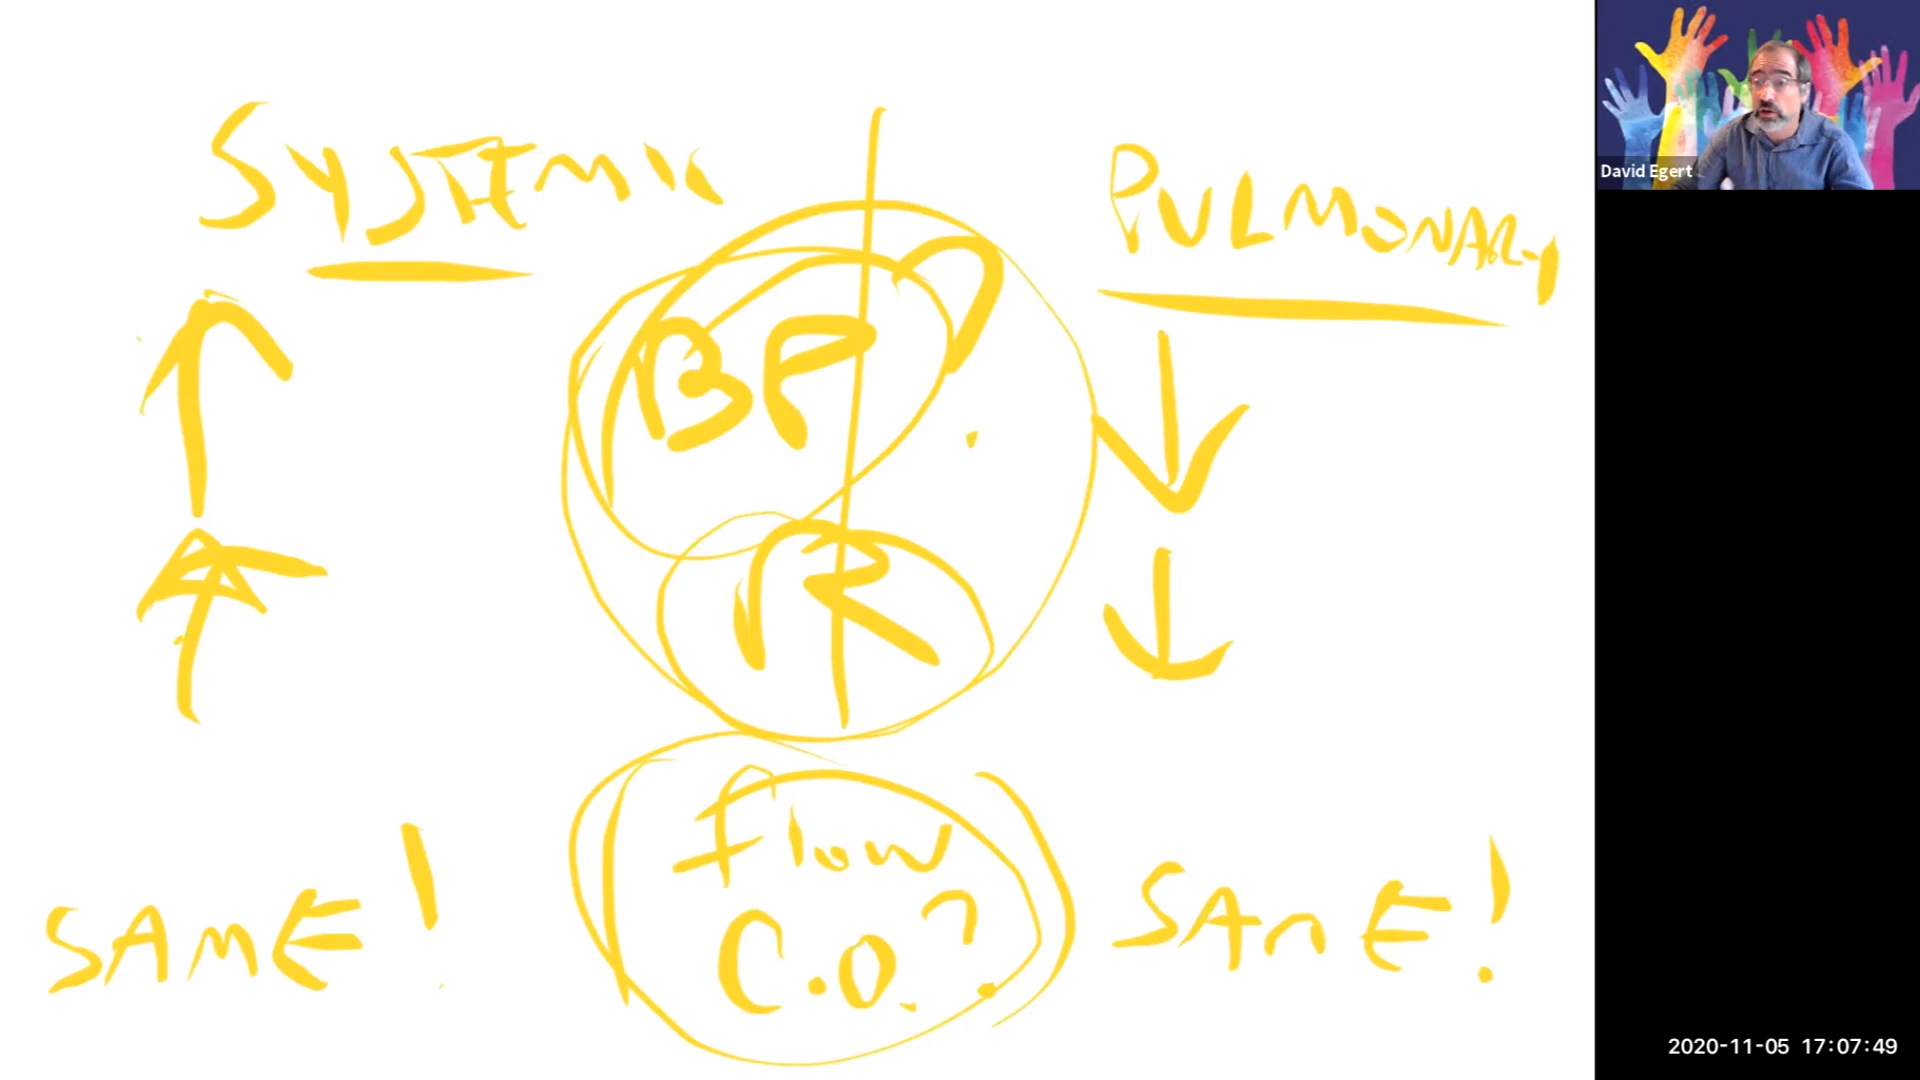 SYSTEMIC
PULMONARY
BP?
R
Flow
C.O.?
SAME!
SAME!
David Egert
2020-11-05 17:07:49